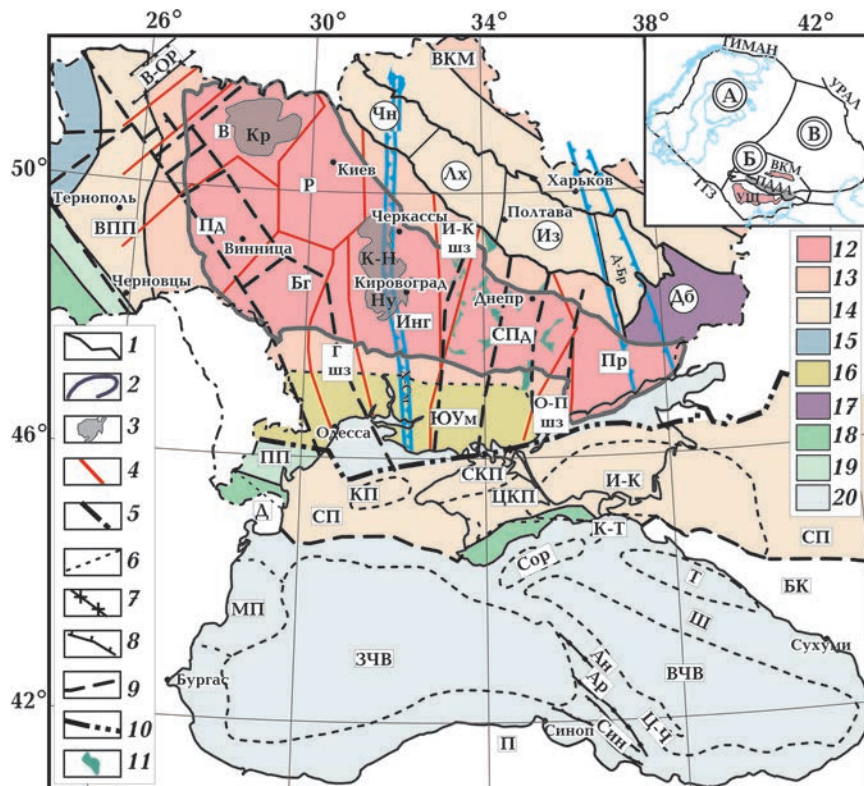 26°
30°
34°
38°
42°
ТИМАН
УРАЛ
А
В
Б
ВКМ
ПДДА
УЩ
ТТЗ
В-ОР
ВКМ
Чн
В
Кр
50°
Киев
Р
Лх
Харьков
Тернополь
Черкассы
Полтава
ВПП
Пд
Винница
И-К
шз
Из
Д-Бр
К-Н
Черновцы
Бг
Кировоград
Днепр
Дб
Ну
Инг
СПд
Пр
Г
шз
О-П
шз
46°
Одесса
ЮУм
ПП
СКП
И-К
КП
ЦКП
Д
СП
СП
К-Т
Сор
Т
БК
МП
Ш
Сухуми
ЗЧВ
Ан
ВЧВ
Бургас
Ар
42°
Ц-Ч
Син
Синоп
П
1
2
3
4
5
6
7
8
9
10
11
12
13
14
15
16
17
18
19
20